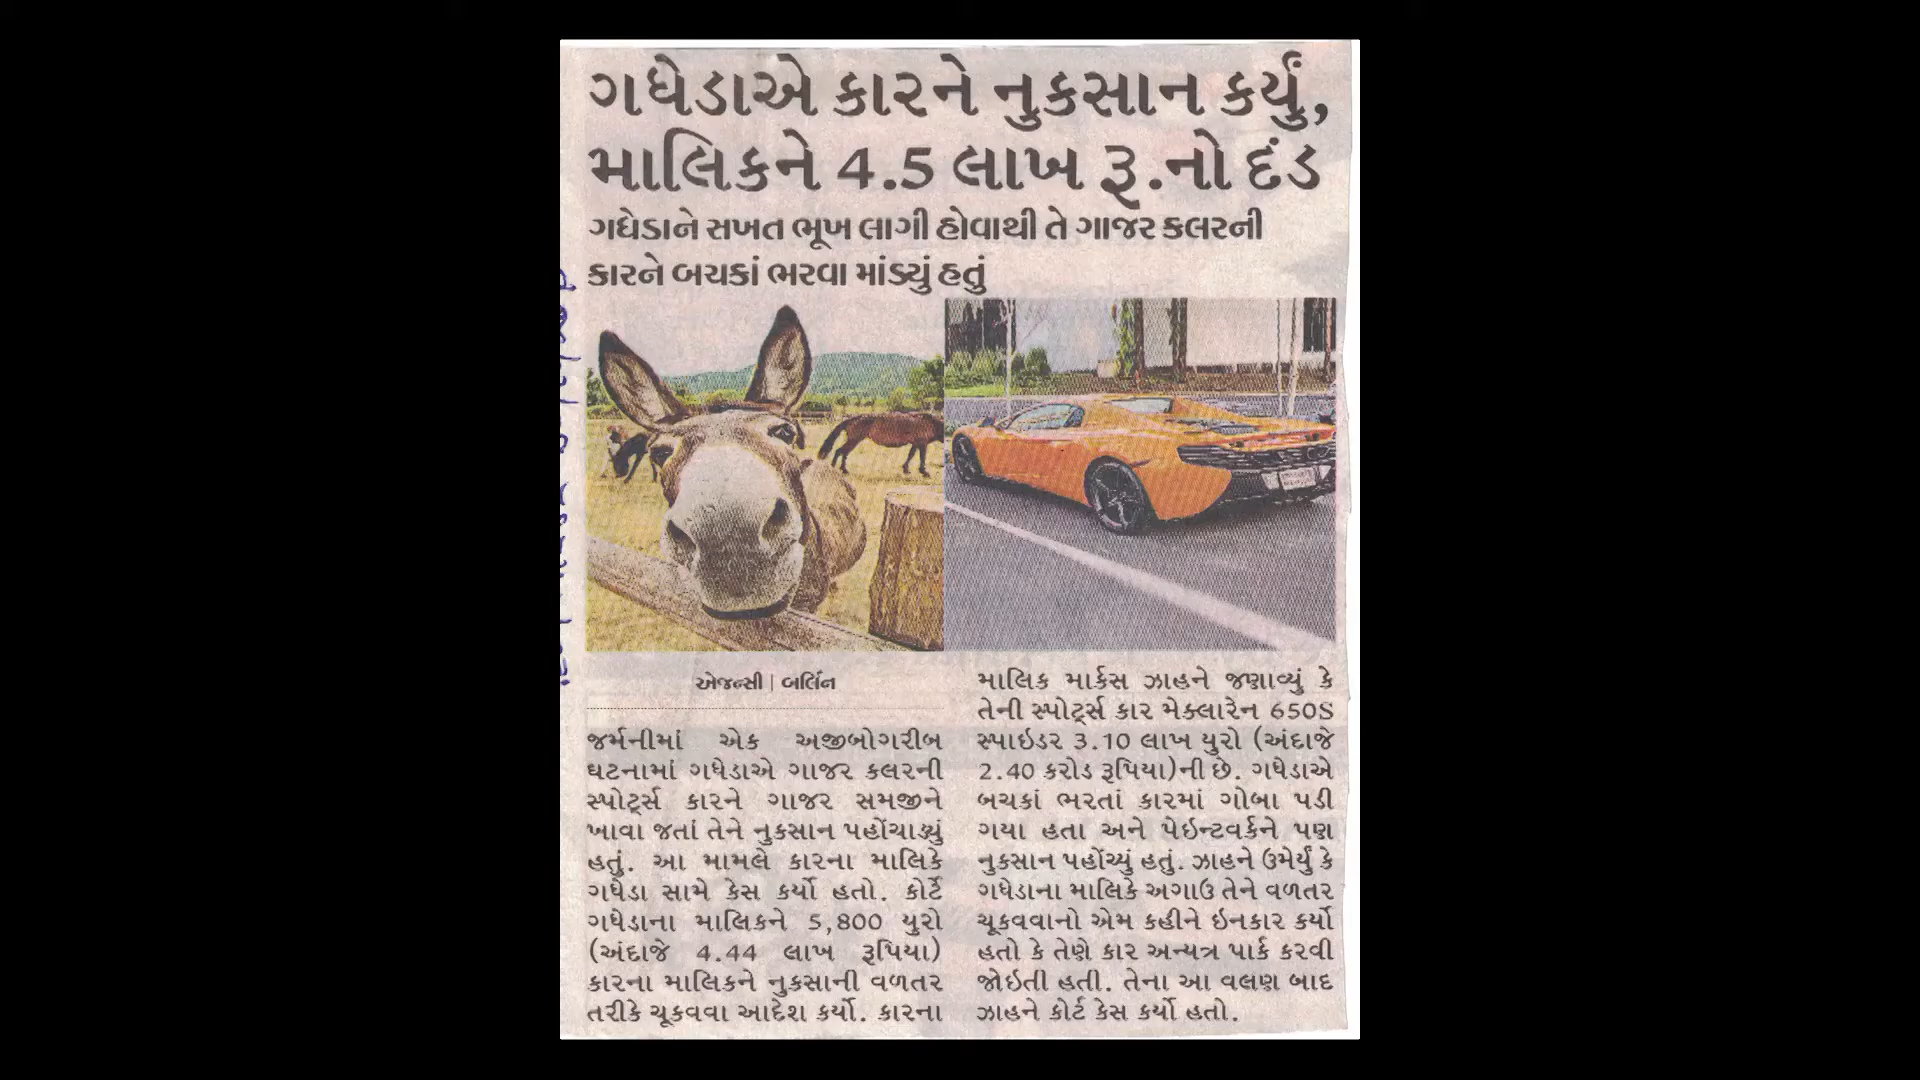 ગધેડાએ કારને નુકસાન કર્યું,
માલિકને 4.5 લાખ રૂ.નો દંડ
ગધેડાને સખત ભૂખ લાગી હોવાથી તે ગાજર કલરની
કારને બચકાં ભરવા માંડ્યું હતું
એજન્સી | બર્લિન
જર્મનીમાં એક અજીબોગરીબ
ઘટનામાં ગધેડાએ ગાજર કલરની
સ્પોર્ટ્સ કારને ગાજર સમજીને
ખાવા જતાં તેને નુકસાન પહોંચાડ્યું
હતું. આ મામલે કારના માલિકે
ગધેડા સામે કેસ કર્યો હતો. કોર્ટે
ગધેડાના માલિકને 5,800 યુરો
(અંદાજે 4.44 લાખ રૂપિયા)
કારના માલિકને નુકસાની વળતર
તરીકે ચૂકવવા આદેશ કર્યો. કારના
માલિક માર્કસ ઝાહને જણાવ્યું કે
તેની સ્પોર્ટ્સ કાર મેક્લારેન 650S
સ્પાઇડર 3.10 લાખ યુરો (અંદાજે
2.40 કરોડ રૂપિયા)ની છે. ગધેડાએ
બચકાં ભરતાં કારમાં ગોબા પડી
ગયા હતા અને પેઇન્ટવર્કને પણ
નુકસાન પહોંચ્યું હતું. ઝાહને ઉમેર્યું કે
ગધેડાના માલિકે અગાઉ તેને વળતર
ચૂકવવાનો એમ કહીને ઇનકાર કર્યો
હતો કે તેણે કાર અન્યત્ર પાર્ક કરવી
જોઇતી હતી. તેના આ વલણ બાદ
ઝાહને કોર્ટ કેસ કર્યો હતો.